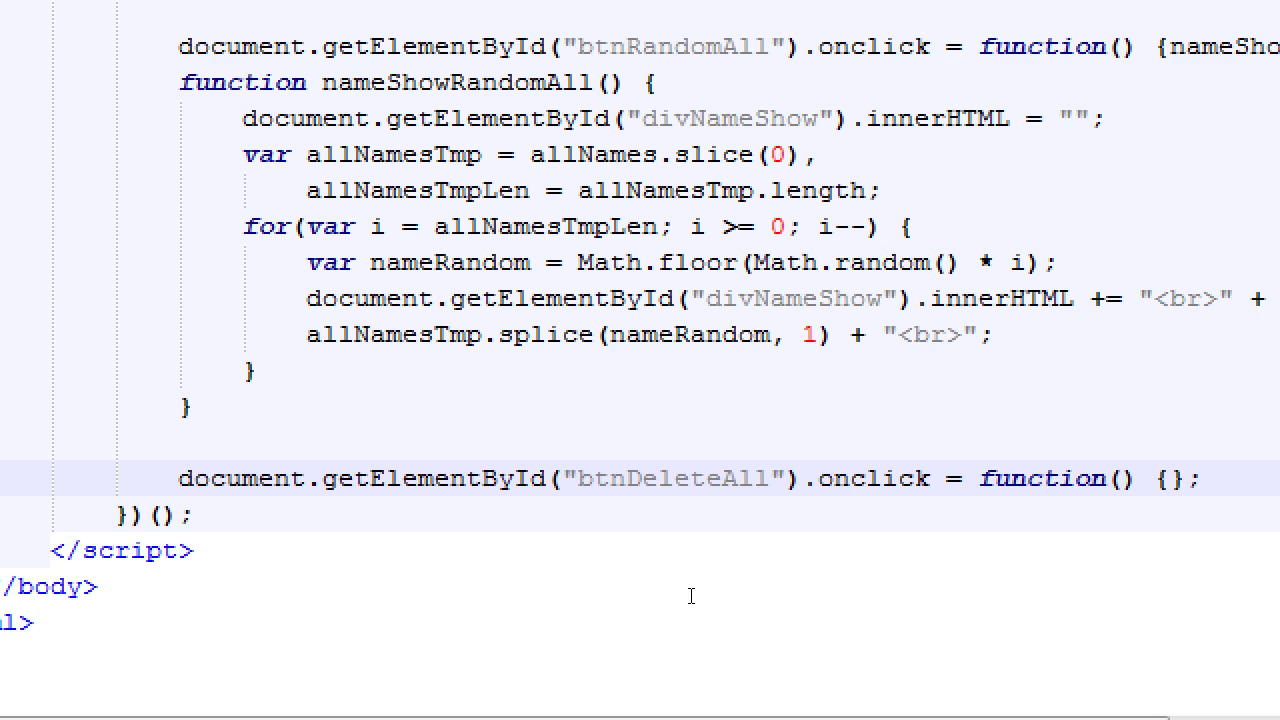 document.getElementById("btnRandomAll").onclick = function() {nameSho
function nameShowRandomAll() {
document.getElementById("divNameShow").innerHTML = "";
var allNamesTmp = allNames.slice(0),
allNamesTmpLen = allNamesTmp.length;
for(var i = allNamesTmpLen; i >= 0; i--) {
var nameRandom = Math.floor(Math.random() * i);
document.getElementById("divNameShow").innerHTML += "<br>" +
allNamesTmp.splice(nameRandom, 1) + "<br>";
}
}
document.getElementById("btnDeleteAll").onclick = function() {};
})();
</script>
/body>
l>